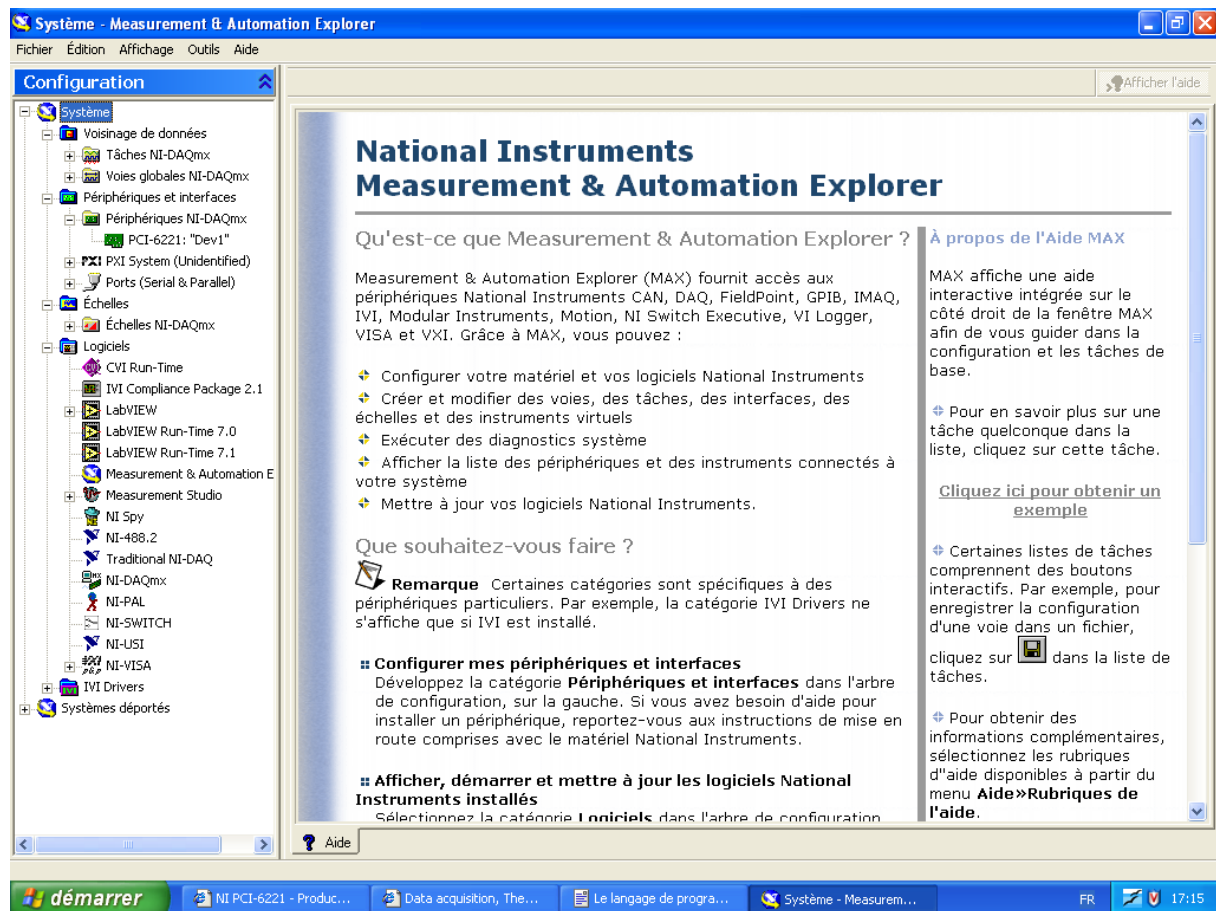 Système - Measurement & Automation Explorer
Fichier Édition Affichage Outils Aide
Configuration
Afficher l'aide
Système
Voisinage de données
Tâches NI-DAQmx
Voies globales NI-DAQmx
Périphériques et interfaces
Périphériques NI-DAQmx
PCI-6221: "Dev1"
PXI PXI System (Unidentified)
Ports (Serial & Parallel)
Échelles
Échelles NI-DAQmx
Logiciels
CVI Run-Time
IVI Compliance Package 2.1
LabVIEW
LabVIEW Run-Time 7.0
LabVIEW Run-Time 7.1
Measurement & Automation E
Measurement Studio
NI Spy
NI-488.2
Traditional NI-DAQ
NI-DAQmx
NI-PAL
NI-SWITCH
NI-USI
NI-VISA
IVI Drivers
Systèmes déportés
National Instruments
Measurement & Automation Explorer
Qu'est-ce que Measurement & Automation Explorer ?
Measurement & Automation Explorer (MAX) fournit accès aux
périphériques National Instruments CAN, DAQ, FieldPoint, GPIB, IMAQ,
IVI, Modular Instruments, Motion, NI Switch Executive, VI Logger,
VISA et VXI. Grâce à MAX, vous pouvez :
Configurer votre matériel et vos logiciels National Instruments
Créer et modifier des voies, des tâches, des interfaces, des
échelles et des instruments virtuels
Exécuter des diagnostics système
Afficher la liste des périphériques et des instruments connectés à
votre système
Mettre à jour vos logiciels National Instruments.
Que souhaitez-vous faire ?
Remarque Certaines catégories sont spécifiques à des
périphériques particuliers. Par exemple, la catégorie IVI Drivers ne
s'affiche que si IVI est installé.
Configurer mes périphériques et interfaces
Développez la catégorie Périphériques et interfaces dans l'arbre
de configuration, sur la gauche. Si vous avez besoin d'aide pour
installer un périphérique, reportez-vous aux instructions de mise en
route comprises avec le matériel National Instruments.
Afficher, démarrer et mettre à jour les logiciels National
Instruments installés
Sélectionnez la catégorie Logiciels dans l'arbre de configuration
À propos de l'Aide MAX
MAX affiche une aide
interactive intégrée sur le
côté droit de la fenêtre MAX
afin de vous guider dans la
configuration et les tâches de
base.
Pour en savoir plus sur une
tâche quelconque dans la
liste, cliquez sur cette tâche.
Cliquez ici pour obtenir un
exemple
Certaines listes de tâches
comprennent des boutons
interactifs. Par exemple, pour
enregistrer la configuration
d'une voie dans un fichier,
cliquez sur dans la liste de
tâches.
Pour obtenir des
informations complémentaires,
sélectionnez les rubriques
d''aide disponibles à partir du
menu Aide»Rubriques de
l'aide.
Aide
démarrer
NI PCI-6221 - Produc...
Data acquisition, The...
Le langage de progra...
Système - Measurem...
FR
17:15